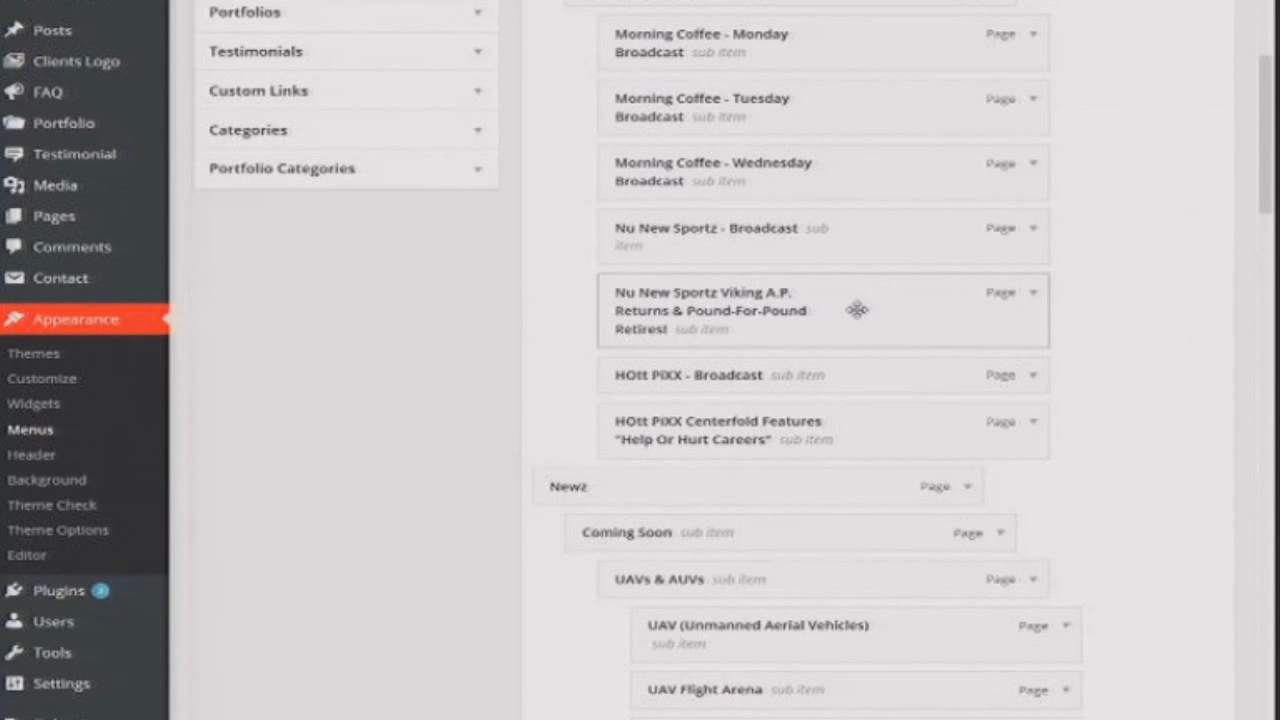 Posts
Clients Logo
FAQ
Portfolio
Testimonial
Media
Pages
Comments
Contact
Appearance
Themes
Customize
Widgets
Menus
Header
Background
Theme Check
Theme Options
Editor
Plugins
Users
Tools
Settings
Portfolios
Testimonials
Custom Links
Categories
Portfolio Categories
Morning Coffee - Monday Page
Broadcast sub item
Morning Coffee - Tuesday Page
Broadcast sub item
Morning Coffee - Wednesday Page
Broadcast sub item
Nu New Sportz - Broadcast sub Page
item
Nu New Sportz Viking A.P. Page
Returns & Pound-For-Pound
Retires! sub item
HOtt PiXX - Broadcast sub item Page
HOtt PiXX Centerfold Features Page
"Help Or Hurt Careers" sub item
Newz Page
Coming Soon sub item Page
UAVs & AUVs sub item Page
UAV (Unmanned Aerial Vehicles) Page
sub item
UAV Flight Arena sub item Page